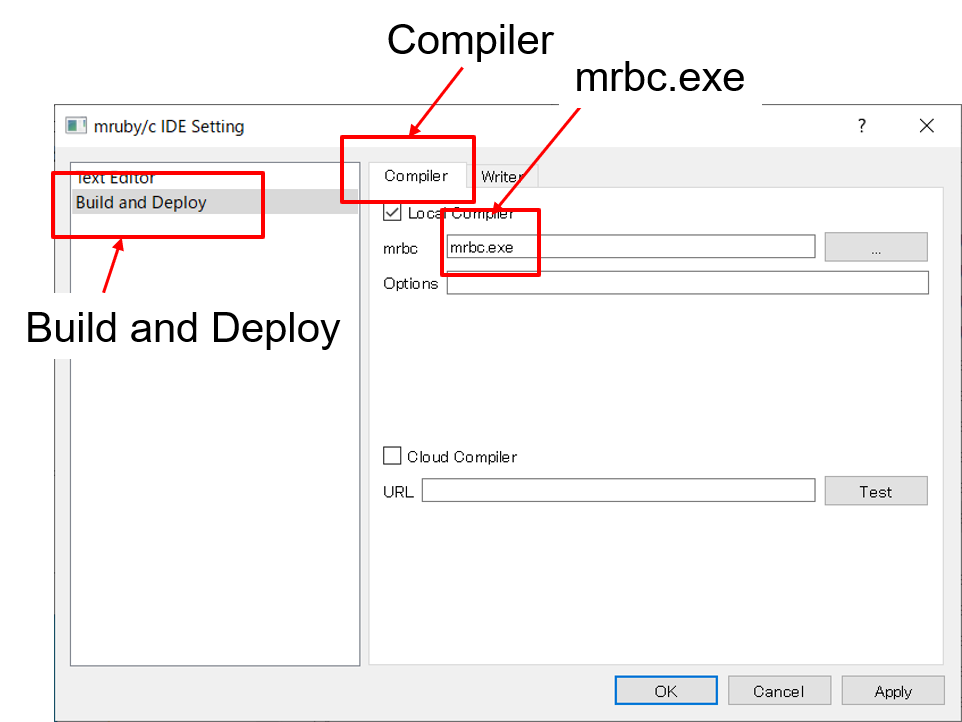 Compiler
mrbc.exe
mruby/c IDE Setting
?
Text Editor
Build and Deploy
Compiler
Writer
Local Compiler
mrbc
mrbc.exe
...
Options
Build and Deploy
Cloud Compiler
URL
Test
OK
Cancel
Apply